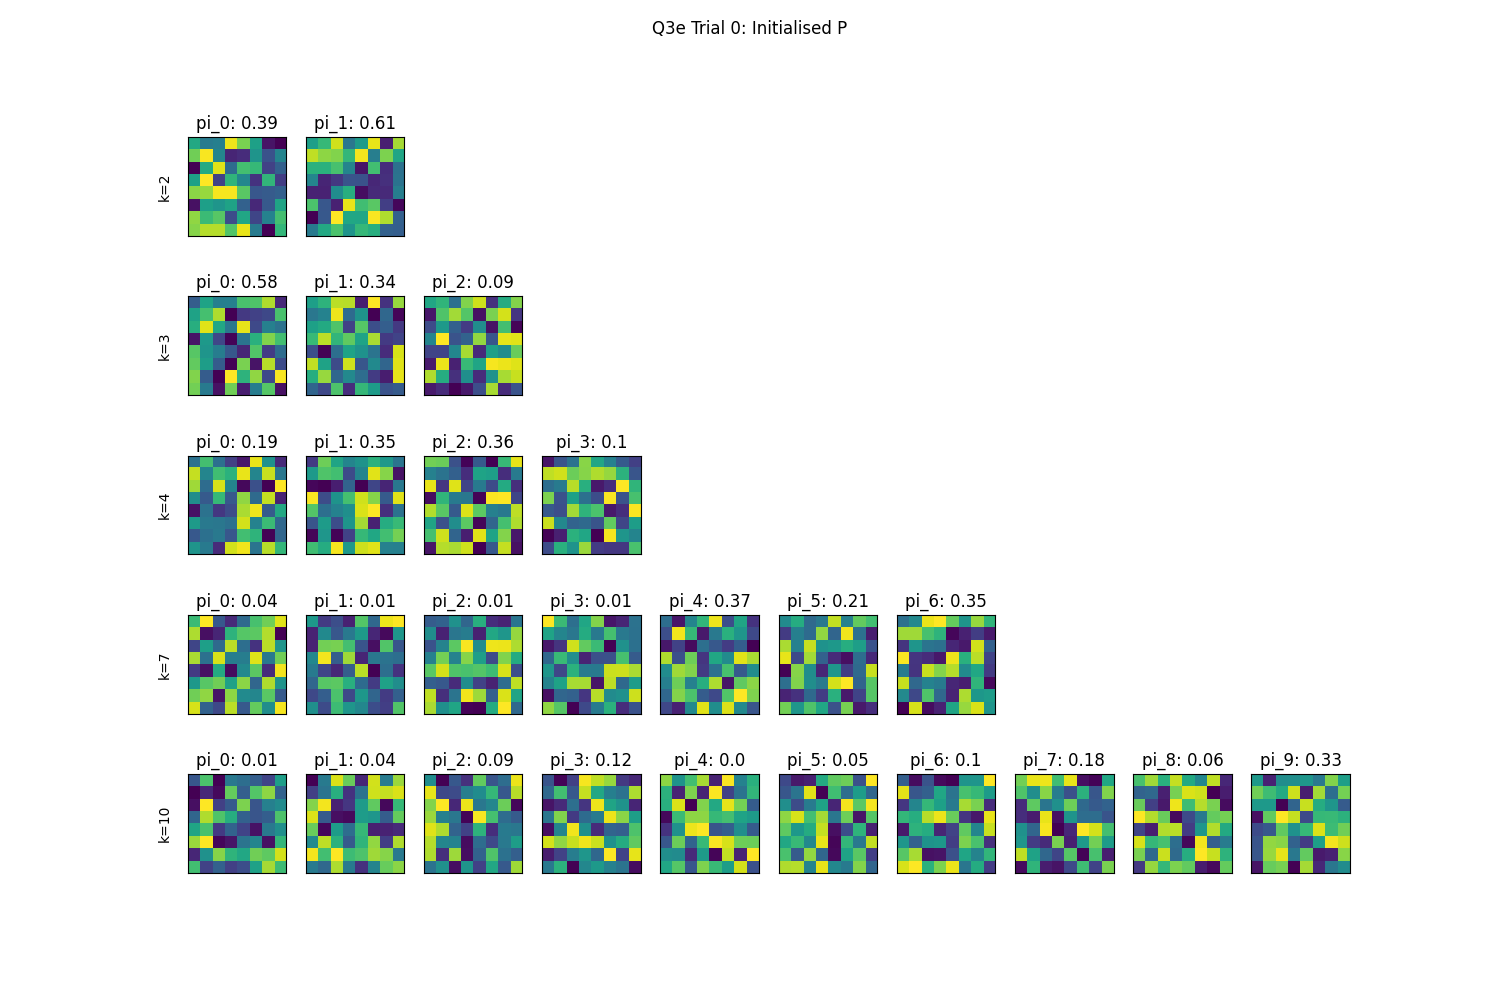 Q3e Trial 0: Initialised P
pi_0: 0.39 pi_1: 0.61
k=2
pi_0: 0.58 pi_1: 0.34 pi_2: 0.09
k=3
pi_0: 0.19 pi_1: 0.35 pi_2: 0.36 pi_3: 0.1
k=4
pi_0: 0.04 pi_1: 0.01 pi_2: 0.01 pi_3: 0.01 pi_4: 0.37 pi_5: 0.21 pi_6: 0.35
k=7
pi_0: 0.01 pi_1: 0.04 pi_2: 0.09 pi_3: 0.12 pi_4: 0.0 pi_5: 0.05 pi_6: 0.1 pi_7: 0.18 pi_8: 0.06 pi_9: 0.33
k=10